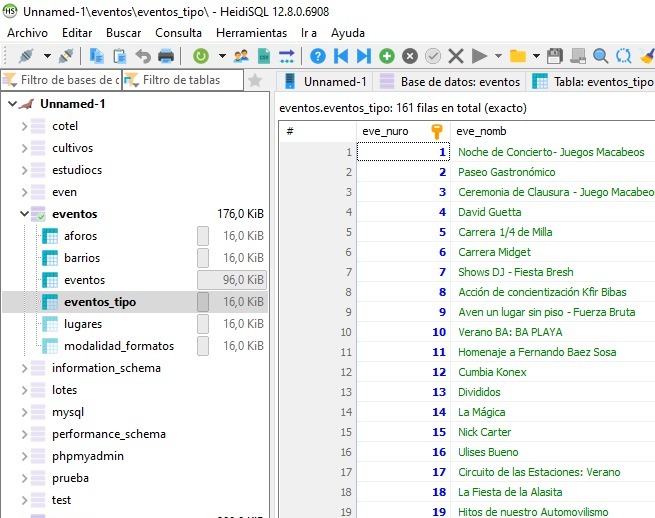 Unnamed-1\eventos\eventos_tipo\ - HeidiSQL 12.8.0.6908
Archivo Editar Buscar Consulta Herramientas Ir a Ayuda
Filtro de bases de d Filtro de tablas
Unnamed-1 Base de datos: eventos Tabla: eventos_tipo
Unnamed-1
cotel
cultivos
estudiocs
even
eventos 176,0 KiB
aforos 16,0 KiB
barrios 16,0 KiB
eventos 96,0 KiB
eventos_tipo 16,0 KiB
lugares 16,0 KiB
modalidad_formatos 16,0 KiB
information_schema
lotes
mysql
performance_schema
phpmyadmin
prueba
test
eventos.eventos_tipo: 161 filas en total (exacto)
# eve_nuro eve_nomb
1 1 Noche de Concierto- Juegos Macabeos
2 2 Paseo Gastronómico
3 3 Ceremonia de Clausura - Juego Macabeo
4 4 David Guetta
5 5 Carrera 1/4 de Milla
6 6 Carrera Midget
7 7 Shows DJ - Fiesta Bresh
8 8 Acción de concientización Kfir Bibas
9 9 Aven un lugar sin piso - Fuerza Bruta
10 10 Verano BA: BA PLAYA
11 11 Homenaje a Fernando Baez Sosa
12 12 Cumbia Konex
13 13 Divididos
14 14 La Mágica
15 15 Nick Carter
16 16 Ulises Bueno
17 17 Circuito de las Estaciones: Verano
18 18 La Fiesta de la Alasita
19 19 Hitos de nuestro Automovilismo